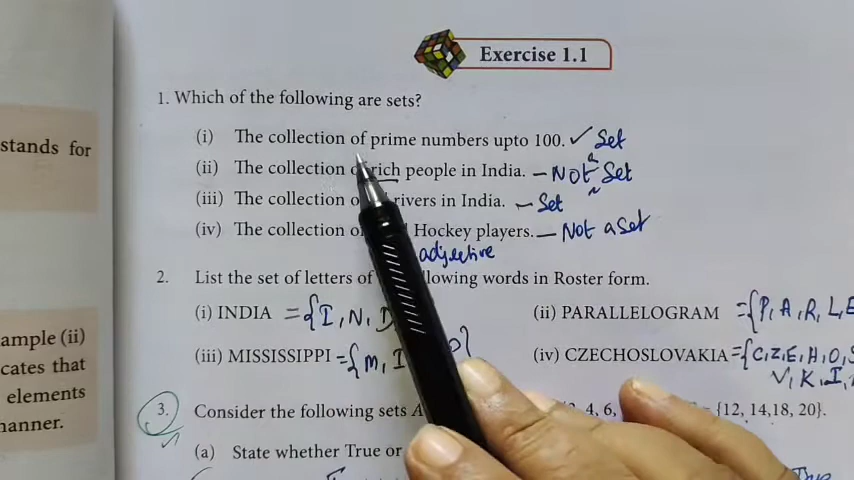 Exercise 1.1
1. Which of the following are sets?
stands for
(i) The collection of prime numbers upto 100. ✓ Set
(ii) The collection rich people in India. – Not a Set
(iii) The collection rivers in India. – Set
(iv) The collection Hockey players. – Not a Set
adjective
2. List the set of letters of lowing words in Roster form.
(i) INDIA = {I, N, D
(ii) PARALLELOGRAM = {P, A, R, L, E
ample (ii)
(iii) MISSISSIPPI = {M, I
(iv) CZECHOSLOVAKIA = {C, Z, E, H, O, S
cates that
V, K, I,
elements
3. Consider the following sets A 4, 6, = {12, 14, 18, 20}.
anner.
(a) State whether True or